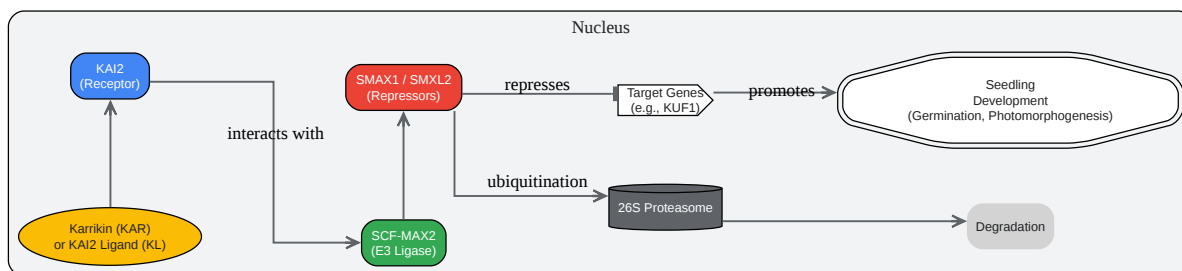 Nucleus
KAI2
(Receptor)
SMAX1 / SMXL2
(Repressors)
represses
Target Genes
(e.g., KUF1)
promotes
Seedling
Development
(Germination, Photomorphogenesis)
interacts with
ubiquitination
26S Proteasome
Karrikin (KAR)
or KAI2 Ligand (KL)
SCF-MAX2
(E3 Ligase)
Degradation